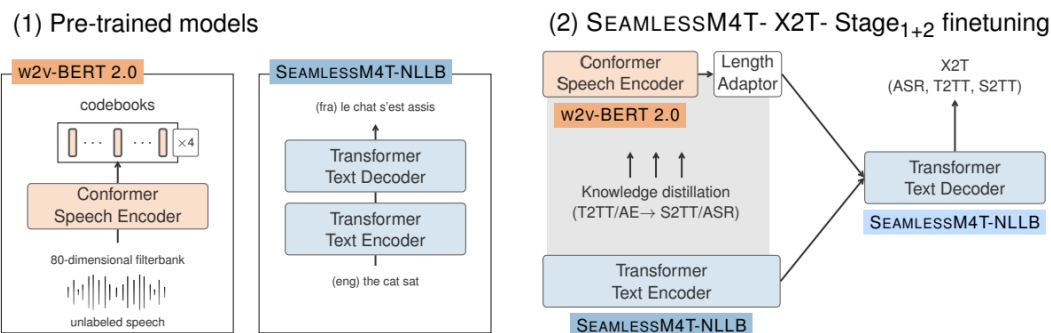 (1) Pre-trained models
W2V-BERT 2.0
codebooks
... ...
×4
Conformer
Speech Encoder
80-dimensional filterbank
unlabeled speech
SEAMLESSM4T-NLLB
(fra) le chat s'est assis
Transformer
Text Decoder
Transformer
Text Encoder
(eng) the cat sat
(2) SEAMLESSM4T- X2T- Stage1+2 finetuning
Conformer
Speech Encoder
Length
Adaptor
W2V-BERT 2.0
Knowledge distillation
(T2TT/AE→ S2TT/ASR)
Transformer
Text Encoder
SEAMLESSM4T-NLLB
X2T
(ASR, T2TT, S2TT)
Transformer
Text Decoder
SEAMLESSM4T-NLLB